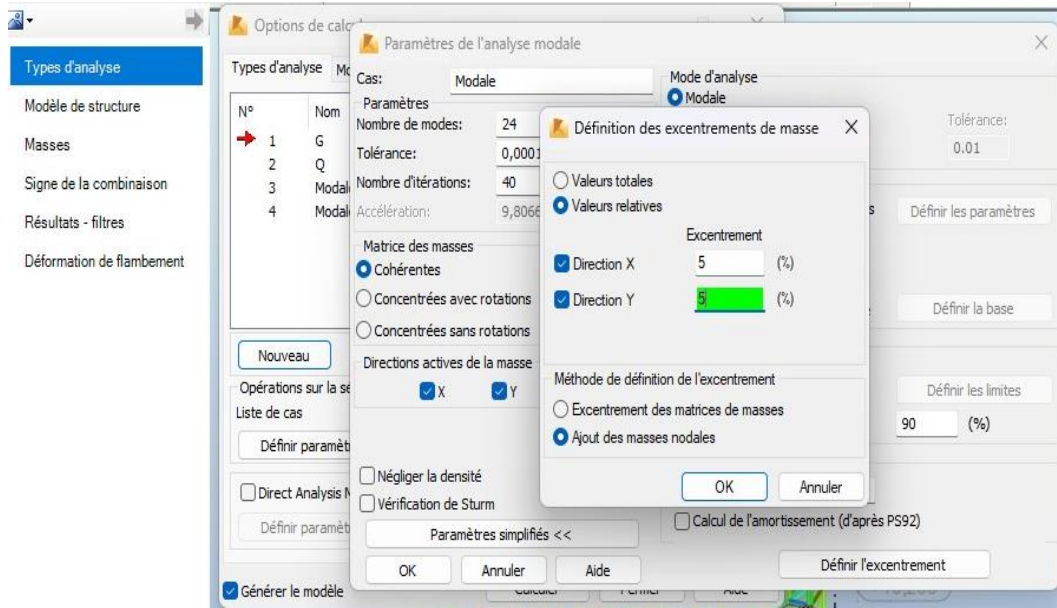 Types d'analyse
Modèle de structure
Masses
Signe de la combinaison
Résultats - filtres
Déformation de flambement
Options de calc
Types d'analyse
N° Nom
1 G
2 Q
3 Modal
4 Modal
Nouveau
Opérations sur la sé
Liste de cas
Définir paramèt
Direct Analysis M
Définir paramèt
Générer le modèle
Paramètres de l'analyse modale
Cas: Modale
Paramètres
Nombre de modes: 24
Tolérance: 0,0001
Nombre d'itérations: 40
Accélération: 9,8066
Matrice des masses
Cohérentes
Concentrées avec rotations
Concentrées sans rotations
Directions actives de la masse
X Y
Négliger la densité
Vérification de Sturm
Paramètres simplifiés <<
OK Annuler Aide
Mode d'analyse
Modale
Tolérance:
0.01
Définir les paramètres
Définir la base
Définir les limites
90 (%)
Calcul de l'amortissement (d'après PS92)
Définir l'excentrement
Définition des excentrements de masse
Valeurs totales
Valeurs relatives
Excentrement
Direction X 5 (%)
Direction Y 5 (%)
Méthode de définition de l'excentrement
Excentrement des matrices de masses
Ajout des masses nodales
OK Annuler